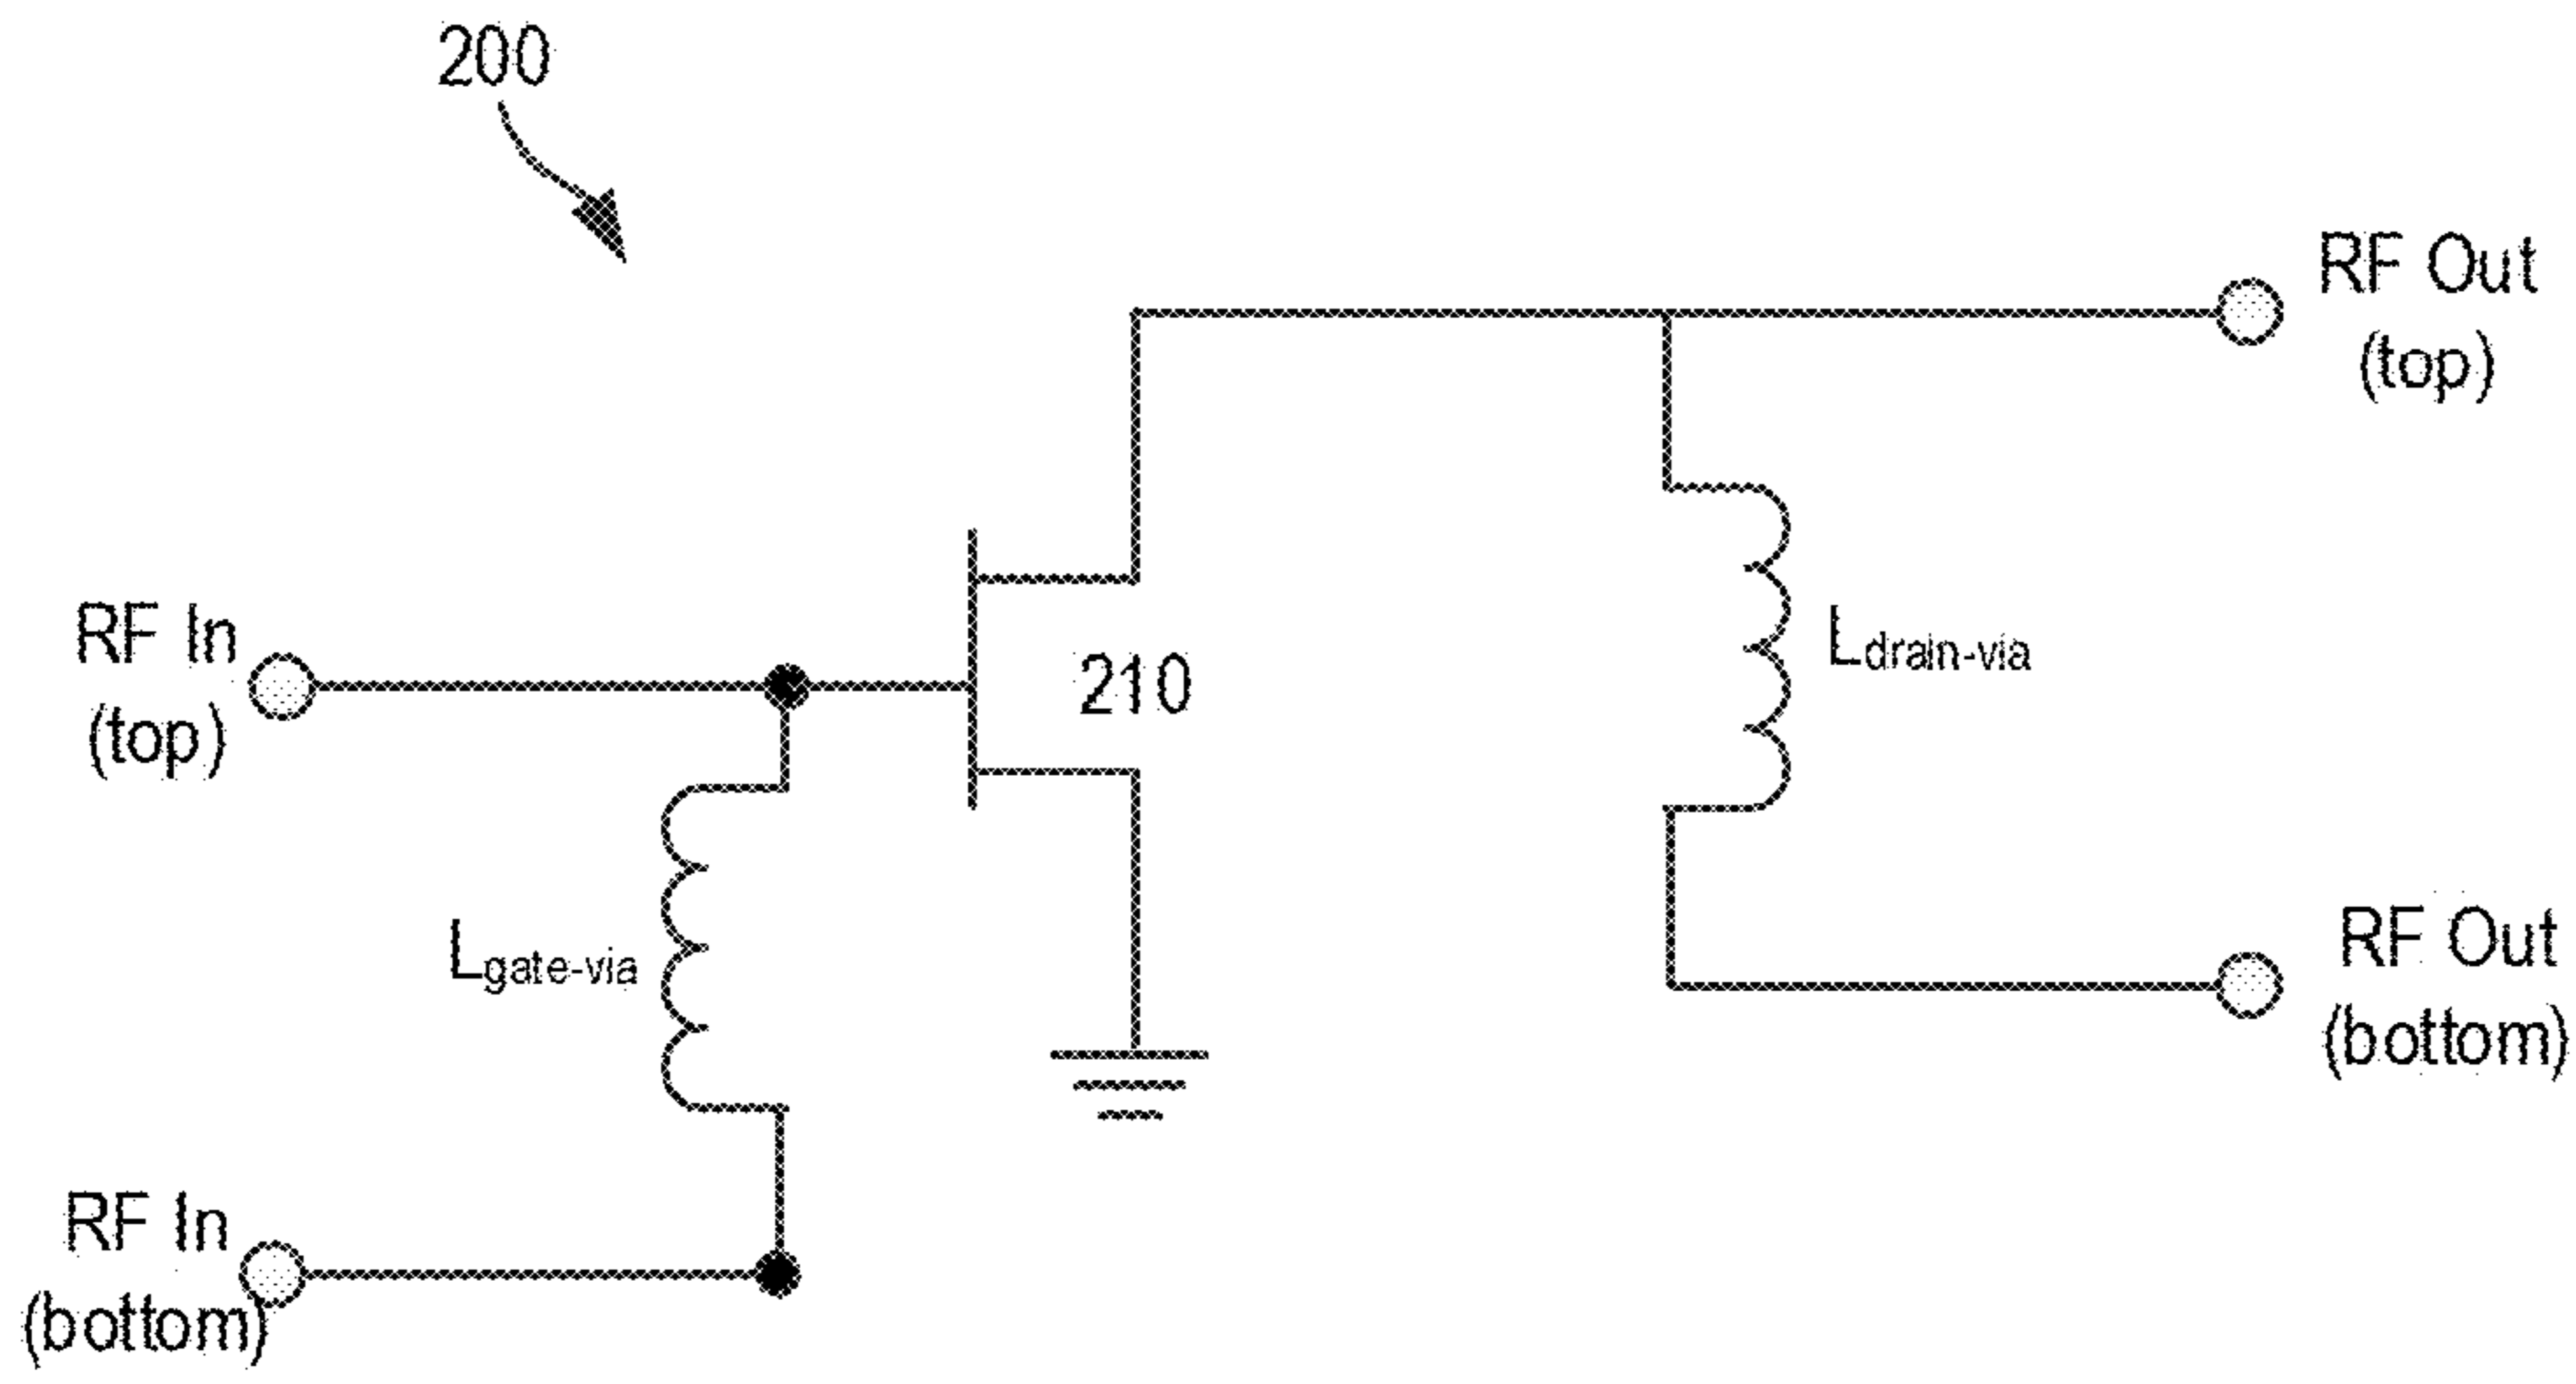 200
RF Out
(top)
RF In
(top)
210
Ldrain-via
Lgate-via
RF Out
(bottom)
RF In
(bottom)